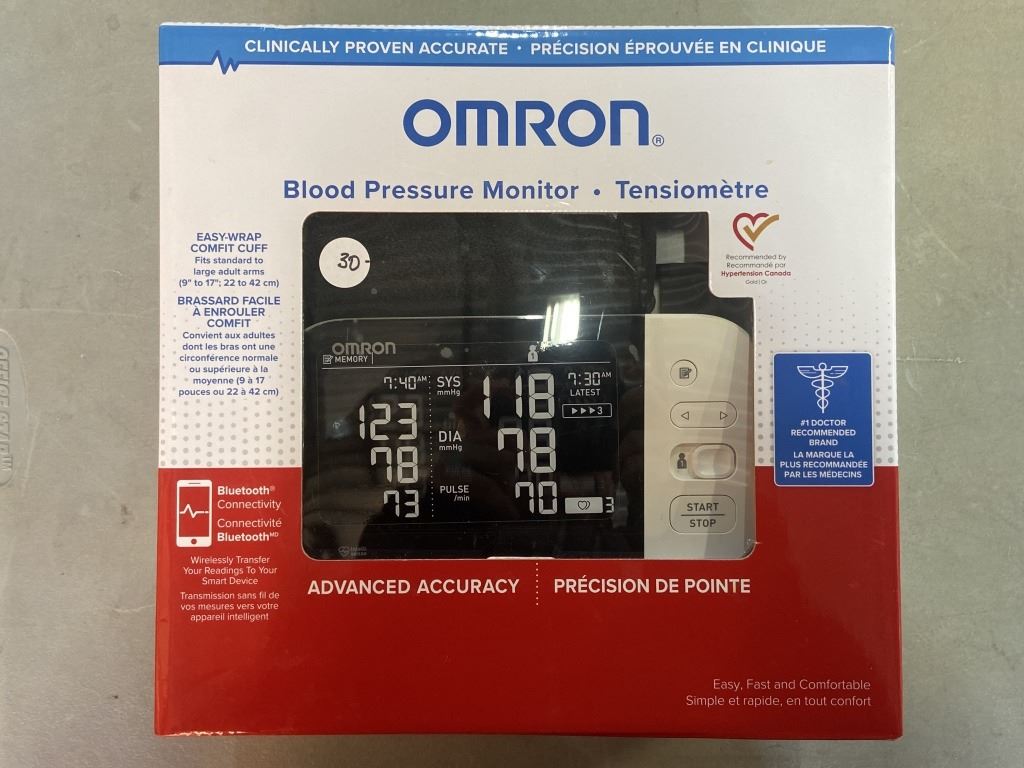 CLINICALLY PROVEN ACCURATE • PRÉCISION ÉPROUVÉE EN CLINIQUE
OMRON®
Blood Pressure Monitor • Tensiomètre
EASY-WRAP
COMFIT CUFF
Fits standard to
large adult arms
(9" to 17"; 22 to 42 cm)
BRASSARD FACILE
À ENROULER
COMFIT
Convient aux adultes
dont les bras ont une
circonférence normale
ou supérieure à la
moyenne (9 à 17
pouces ou 22 à 42 cm)
30-
Recommended by
Recommandé par
Hypertension Canada
Gold | Or
OMRON
MEMORY
7:40AM
SYS
mmHg
123
118
7:30AM
LATEST
3
DIA
mmHg
78
78
PULSE
/min
73
70
3
START
STOP
#1 DOCTOR
RECOMMENDED
BRAND
LA MARQUE LA
PLUS RECOMMANDÉE
PAR LES MÉDECINS
Bluetooth®
Connectivity
Connectivité
BluetoothMD
Wirelessly Transfer
Your Readings To Your
Smart Device
Transmission sans fil de
vos mesures vers votre
appareil intelligent
ADVANCED ACCURACY
PRÉCISION DE POINTE
Easy, Fast and Comfortable
Simple et rapide, en tout confort